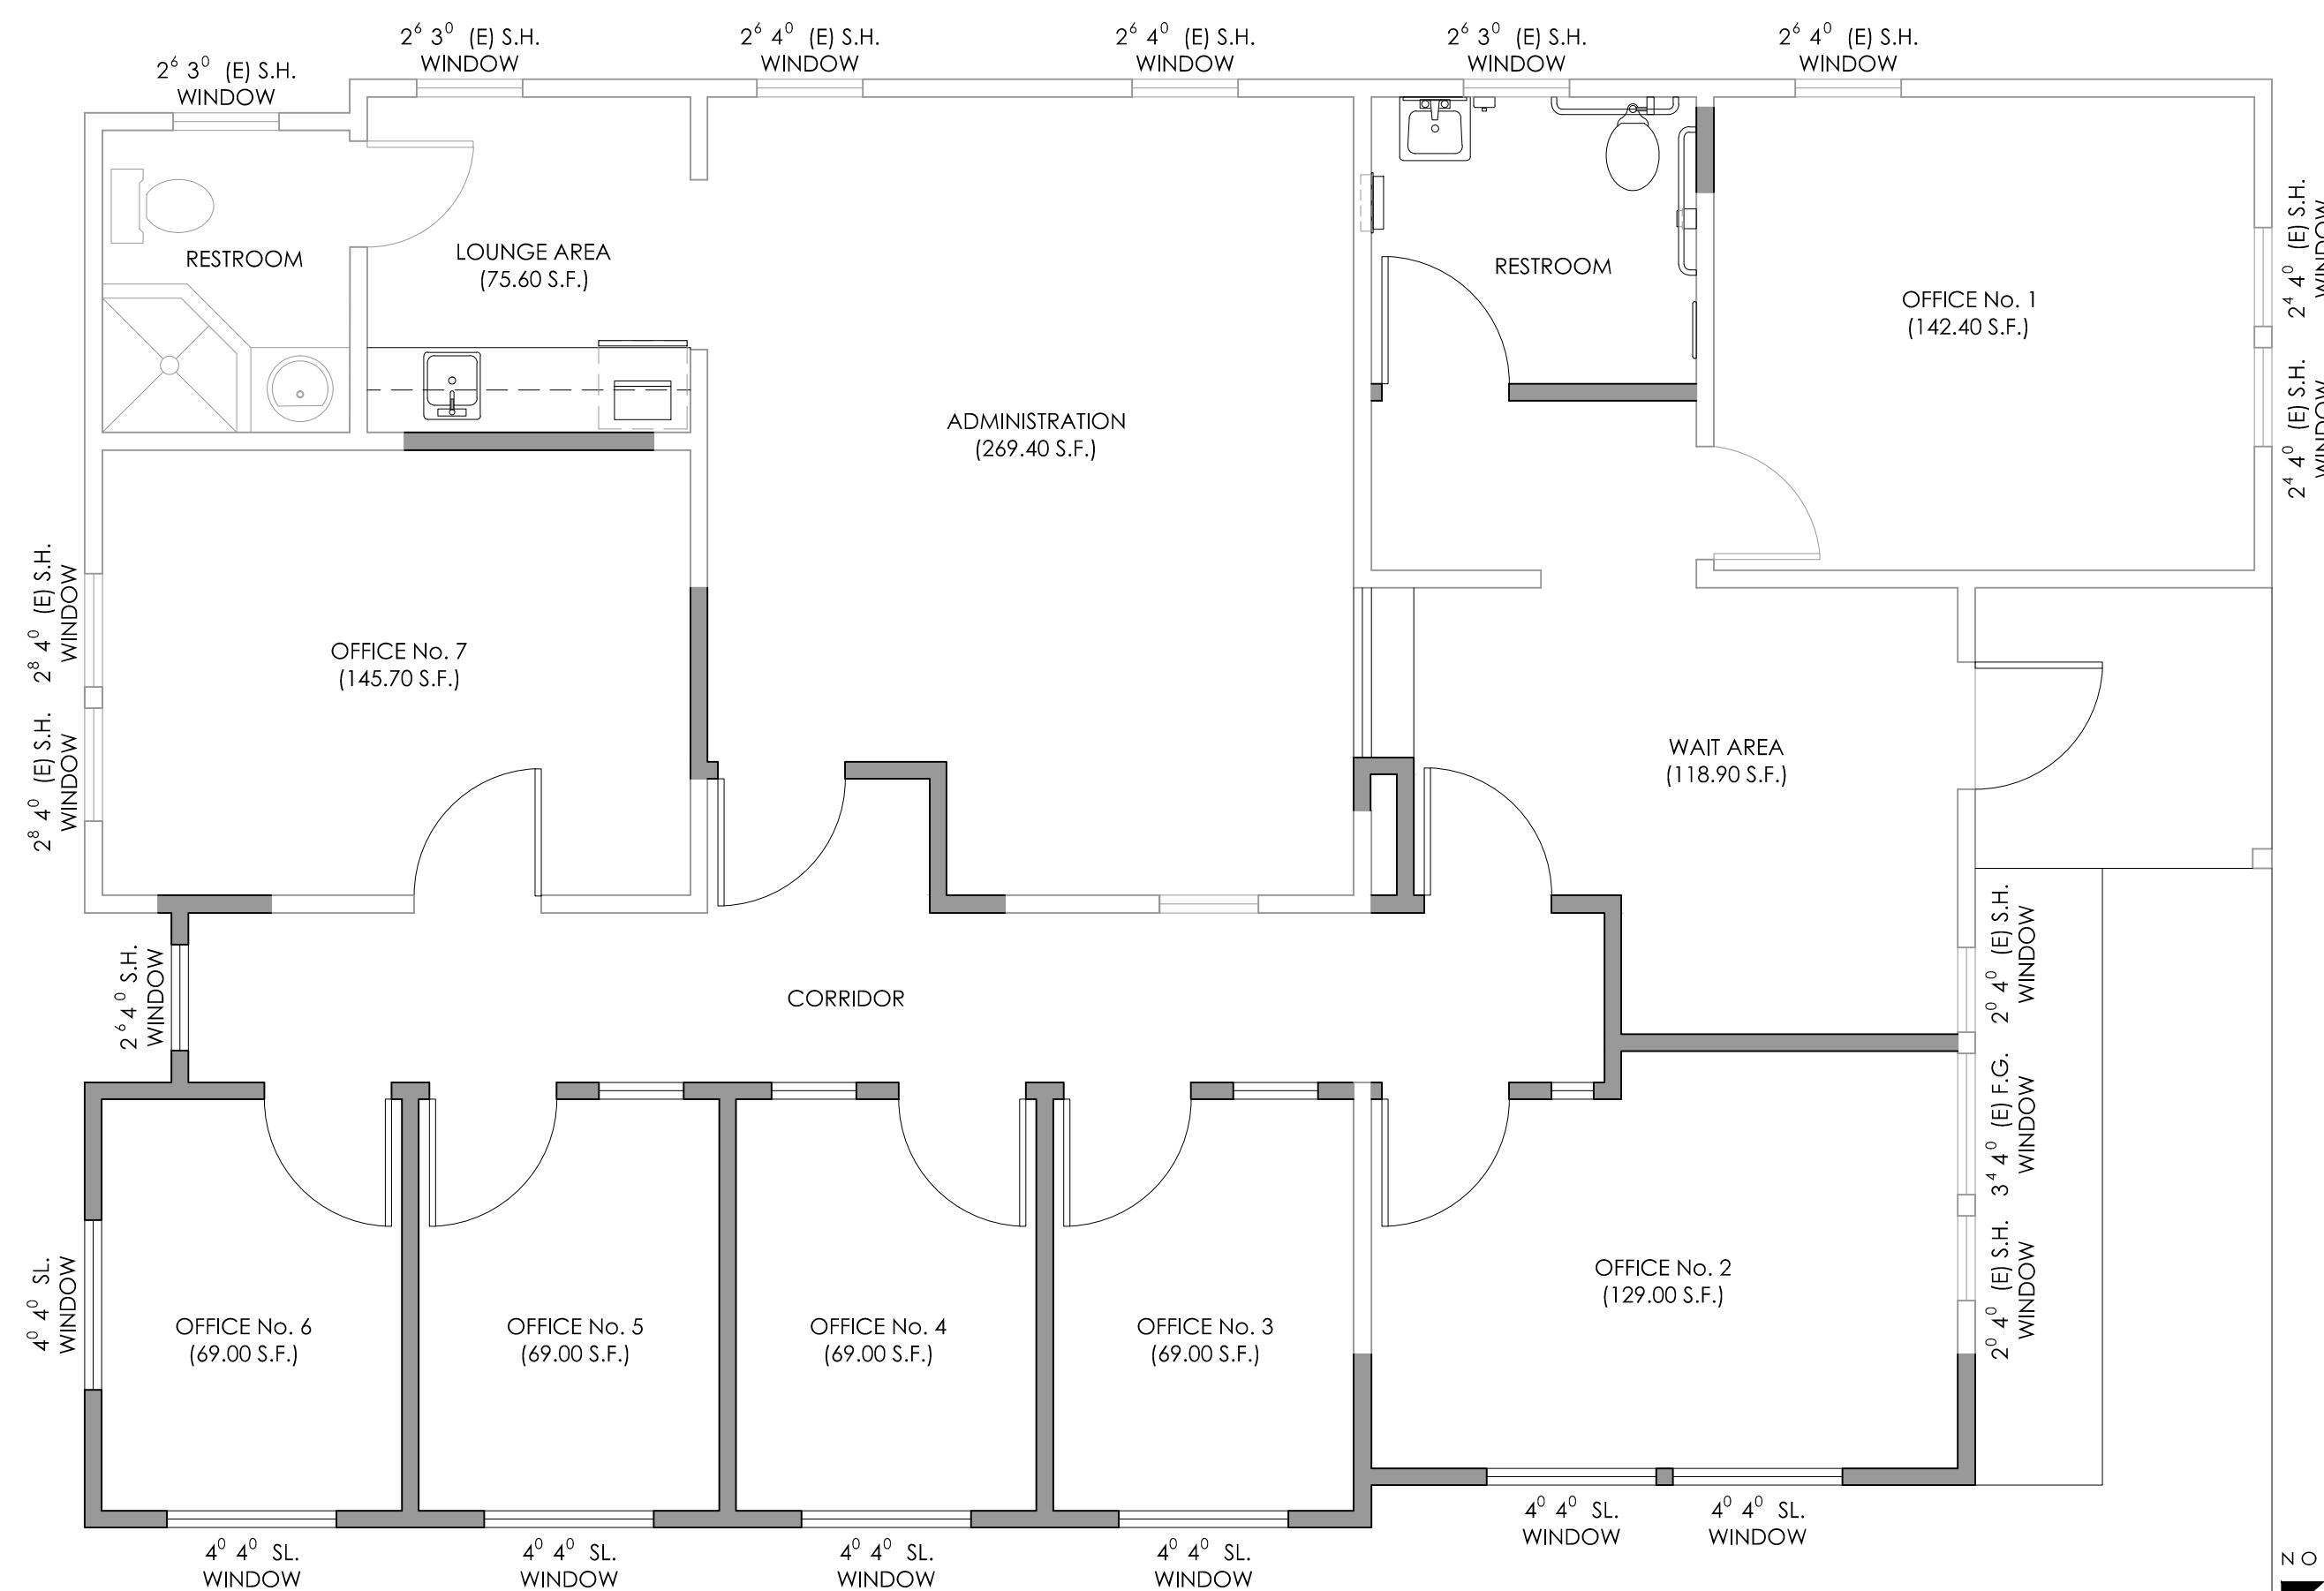 2⁶ 3⁰ (E) S.H.
WINDOW
2⁶ 3⁰ (E) S.H.
WINDOW
2⁶ 4⁰ (E) S.H.
WINDOW
2⁶ 4⁰ (E) S.H.
WINDOW
2⁶ 3⁰ (E) S.H.
WINDOW
2⁶ 4⁰ (E) S.H.
WINDOW
RESTROOM
LOUNGE AREA
(75.60 S.F.)
RESTROOM
OFFICE No. 1
(142.40 S.F.)
2⁴ 4⁰ (E) S.H.
WINDOW
2⁴ 4⁰ (E) S.H.
WINDOW
ADMINISTRATION
(269.40 S.F.)
2⁸ 4⁰ (E) S.H.
WINDOW
2⁸ 4⁰ (E) S.H.
WINDOW
OFFICE No. 7
(145.70 S.F.)
WAIT AREA
(118.90 S.F.)
2⁶ 4⁰ S.H.
WINDOW
CORRIDOR
2⁰ 4⁰ (E) S.H.
WINDOW
3⁴ 4⁰ (E) F.G.
WINDOW
2⁰ 4⁰ (E) S.H.
WINDOW
4⁰ 4⁰ SL.
WINDOW
OFFICE No. 6
(69.00 S.F.)
OFFICE No. 5
(69.00 S.F.)
OFFICE No. 4
(69.00 S.F.)
OFFICE No. 3
(69.00 S.F.)
OFFICE No. 2
(129.00 S.F.)
4⁰ 4⁰ SL.
WINDOW
4⁰ 4⁰ SL.
WINDOW
4⁰ 4⁰ SL.
WINDOW
4⁰ 4⁰ SL.
WINDOW
4⁰ 4⁰ SL.
WINDOW
4⁰ 4⁰ SL.
WINDOW
N O